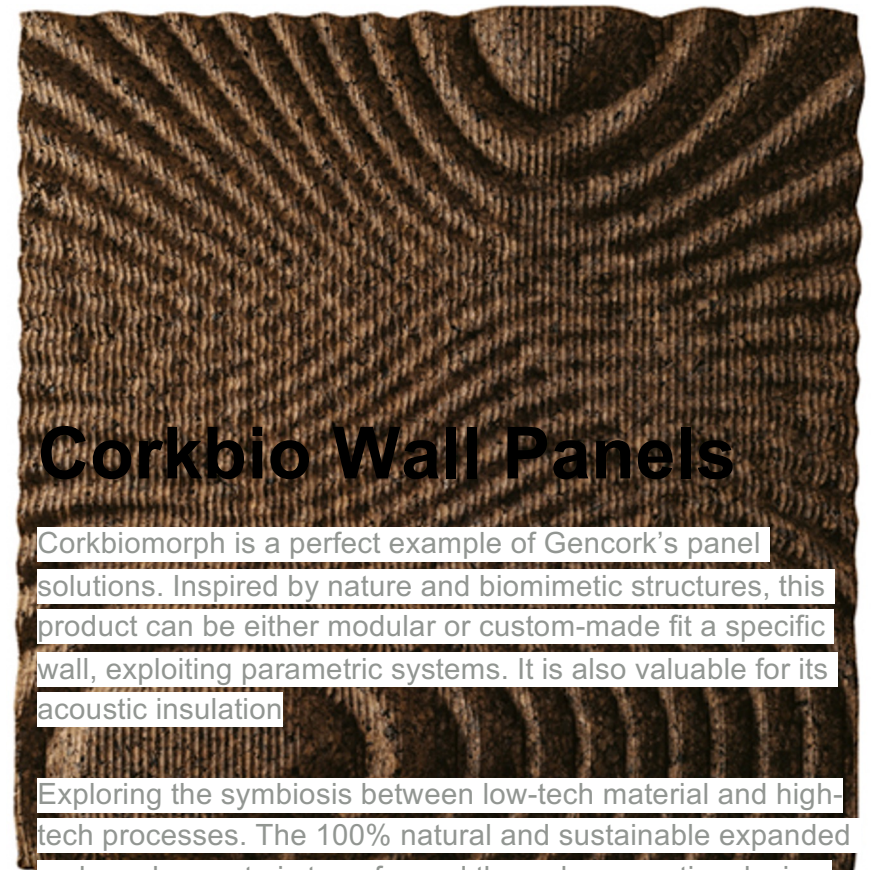 Corkbio Wall Panels
Corkbiomorph is a perfect example of Gencork’s panel
solutions. Inspired by nature and biomimetic structures, this
product can be either modular or custom-made fit a specific
wall, exploiting parametric systems. It is also valuable for its
acoustic insulation
Exploring the symbiosis between low-tech material and high-
tech processes. The 100% natural and sustainable expanded